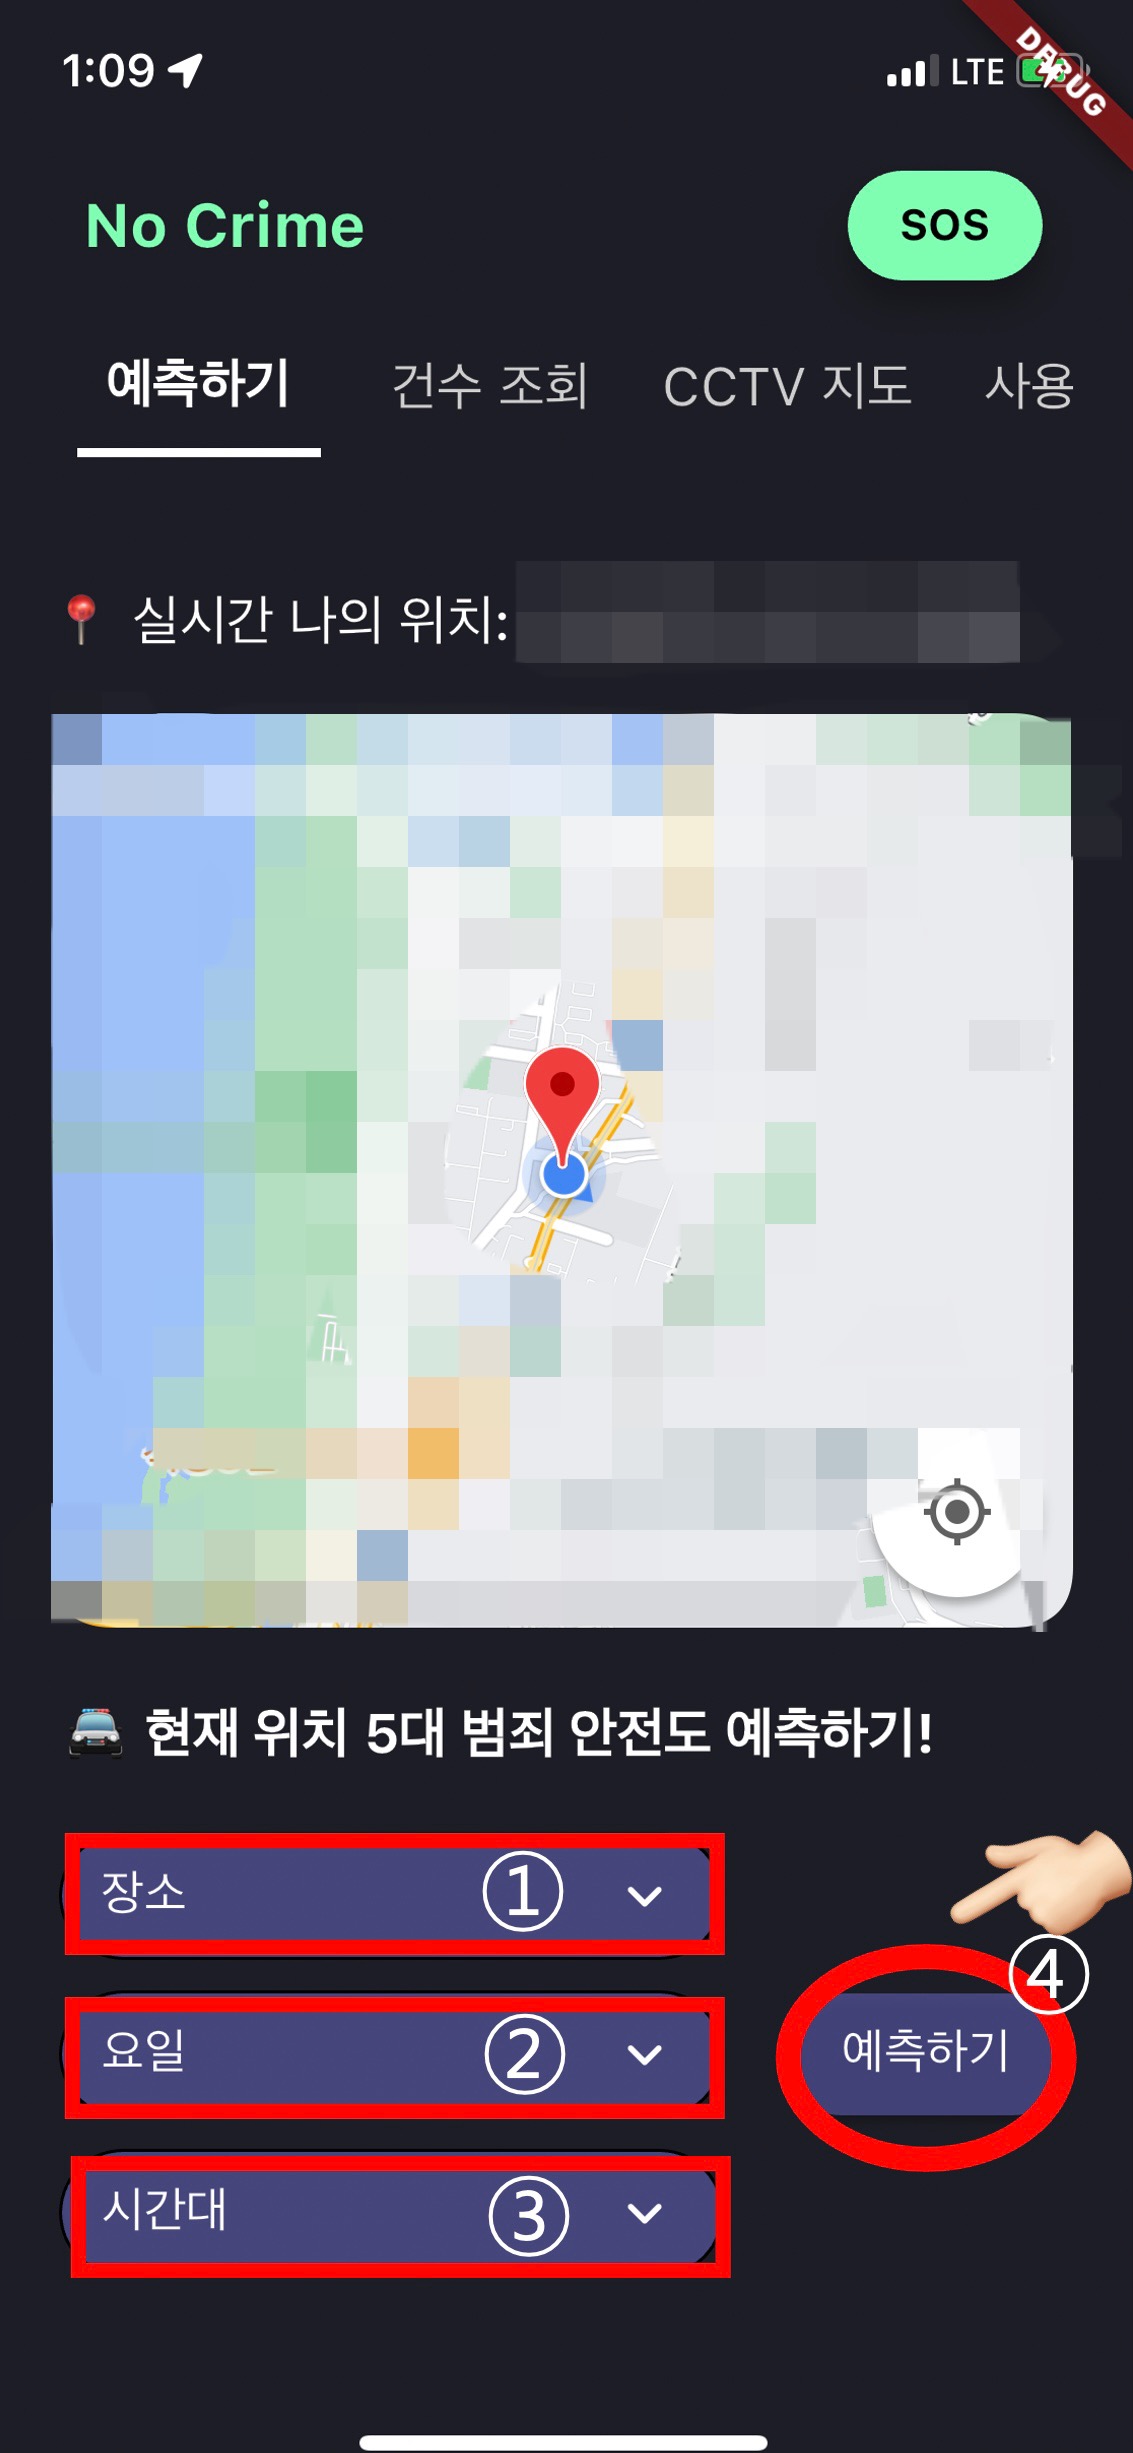 1:09
LTE
DEBUG
No Crime
SOS
예측하기 건수 조회 CCTV 지도 사용
실시간 나의 위치:
현재 위치 5대 범죄 안전도 예측하기!
장소 ①
④
요일 ②
예측하기
시간대 ③